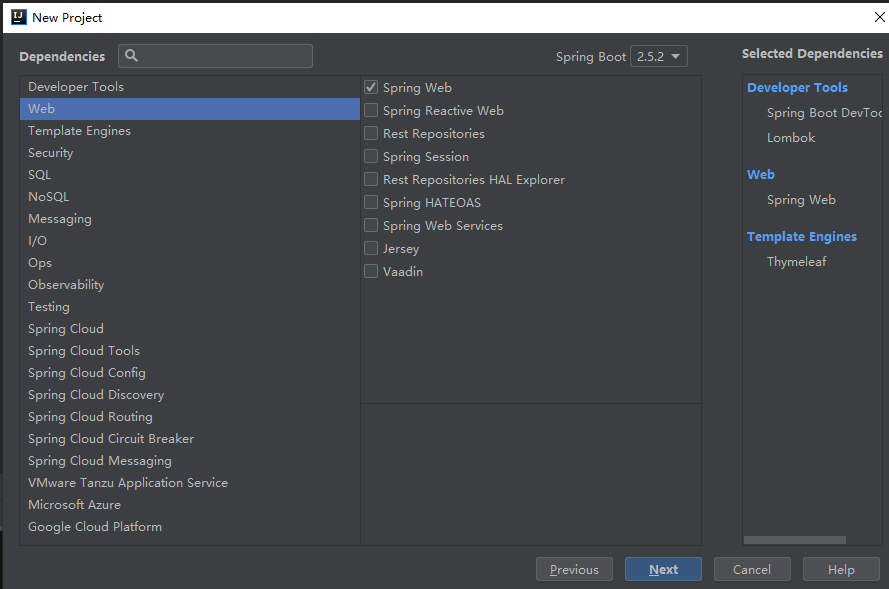 New Project
Dependencies
Spring Boot 2.5.2
Selected Dependencies
Developer Tools
Web
Template Engines
Security
SQL
NoSQL
Messaging
I/O
Ops
Observability
Testing
Spring Cloud
Spring Cloud Tools
Spring Cloud Config
Spring Cloud Discovery
Spring Cloud Routing
Spring Cloud Circuit Breaker
Spring Cloud Messaging
VMware Tanzu Application Service
Microsoft Azure
Google Cloud Platform
Spring Web
Spring Reactive Web
Rest Repositories
Spring Session
Rest Repositories HAL Explorer
Spring HATEOAS
Spring Web Services
Jersey
Vaadin
Developer Tools
Spring Boot DevToo
Lombok
Web
Spring Web
Template Engines
Thymeleaf
Previous
Next
Cancel
Help